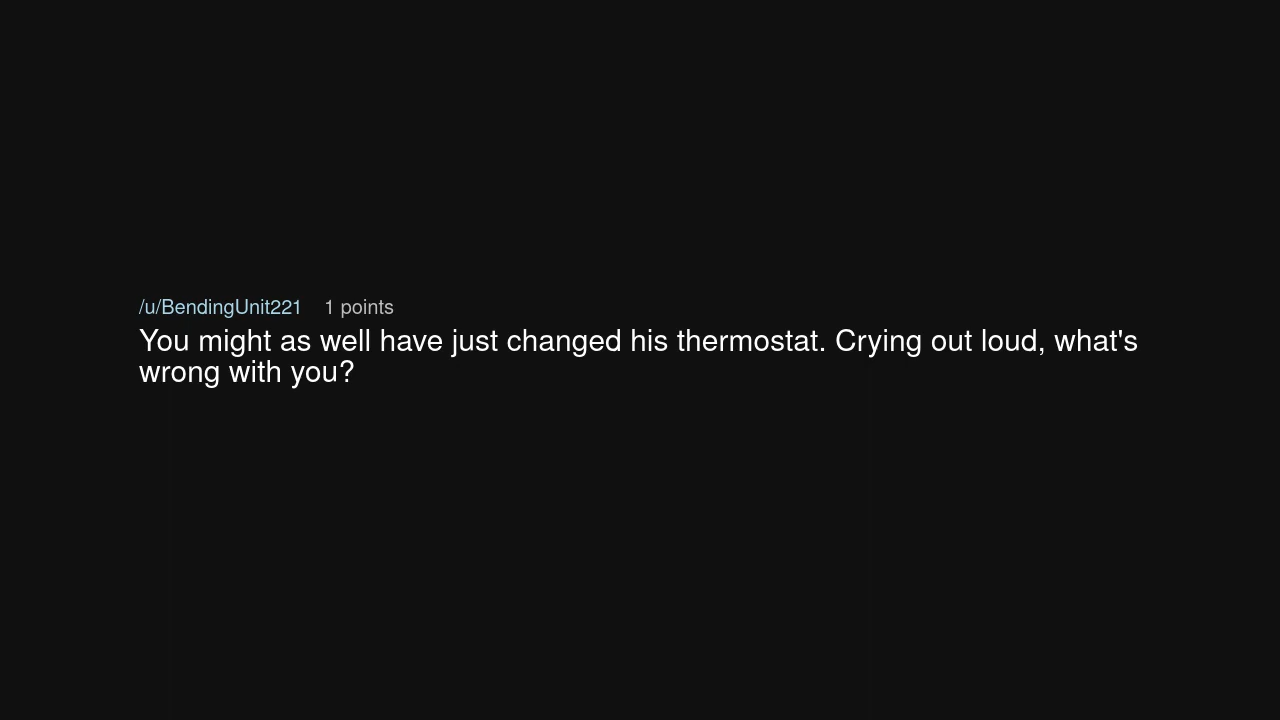 /u/BendingUnit221 1 points
You might as well have just changed his thermostat. Crying out loud, what's
wrong with you?